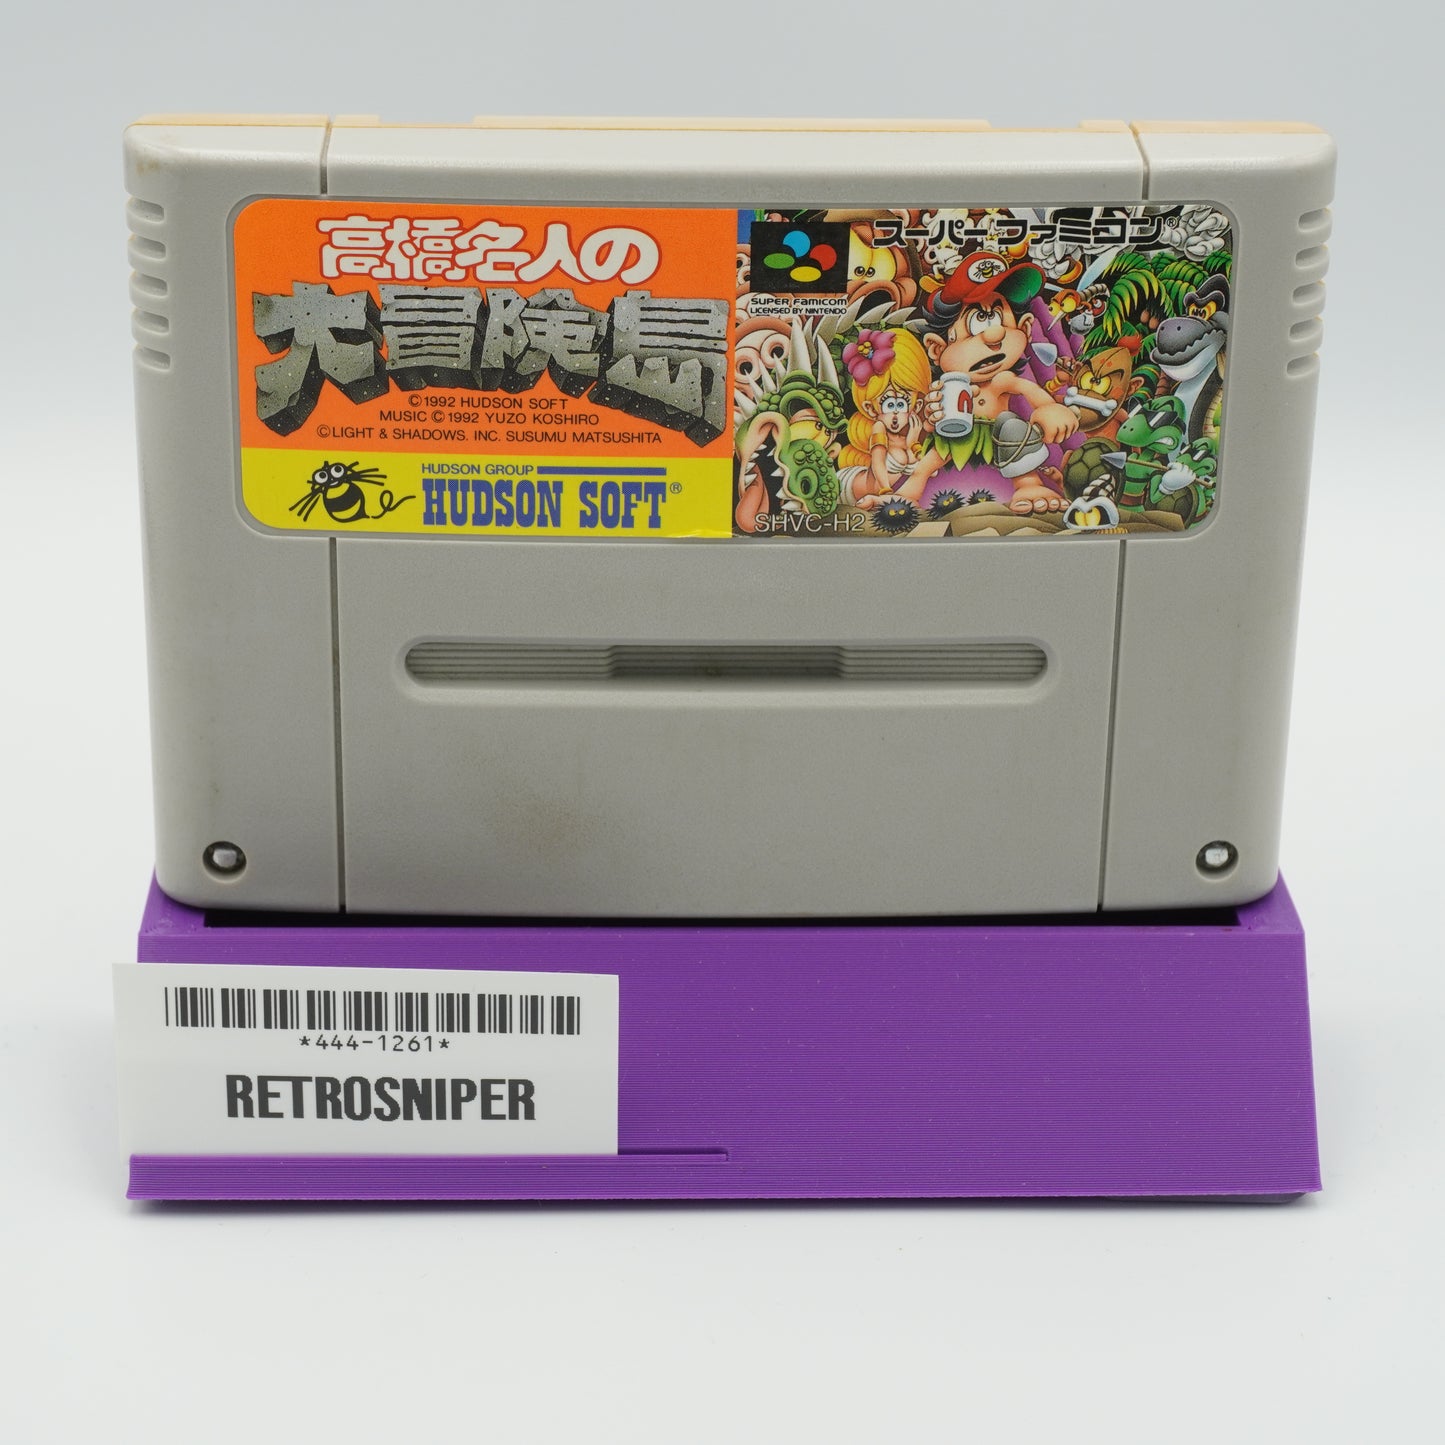 高橋名人の
大冒険島
©1992 HUDSON SOFT
MUSIC ©1992 YUZO KOSHIRO
©LIGHT & SHADOWS. INC. SUSUMU MATSUSHITA
HUDSON GROUP
HUDSON SOFT®
スーパーファミコン®
SUPER FAMICOM
LICENSED BY NINTENDO
SHVC-H2
*444-1261*
RETROSNIPER